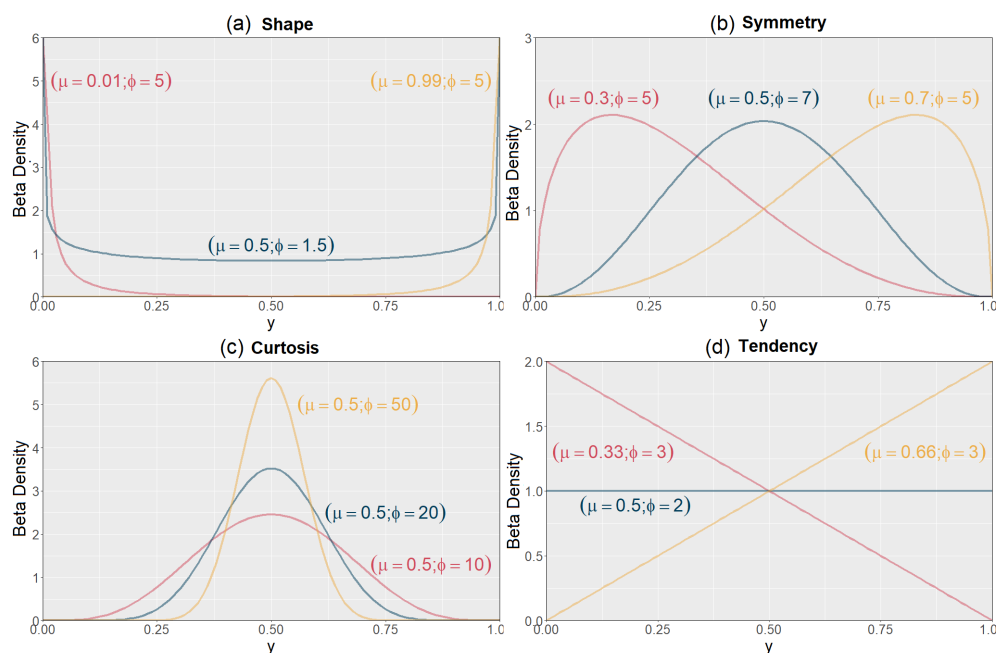 (a) Shape
6
5
4
3
2
1
0
Beta Density
(μ = 0.01;ϕ = 5)
(μ = 0.99;ϕ = 5)
(μ = 0.5;ϕ = 1.5)
0.00 0.25 0.50 0.75 1.0
y
(b) Symmetry
3
2
1
0
Beta Density
(μ = 0.3;ϕ = 5)
(μ = 0.5;ϕ = 7)
(μ = 0.7;ϕ = 5)
0.00 0.25 0.50 0.75 1.0
y
(c) Curtosis
6
5
4
3
2
1
0
Beta Density
(μ = 0.5;ϕ = 50)
(μ = 0.5;ϕ = 20)
(μ = 0.5;ϕ = 10)
0.00 0.25 0.50 0.75 1.0
y
(d) Tendency
2.0
1.5
1.0
0.5
0.0
Beta Density
(μ = 0.33;ϕ = 3)
(μ = 0.66;ϕ = 3)
(μ = 0.5;ϕ = 2)
0.00 0.25 0.50 0.75 1.0
y